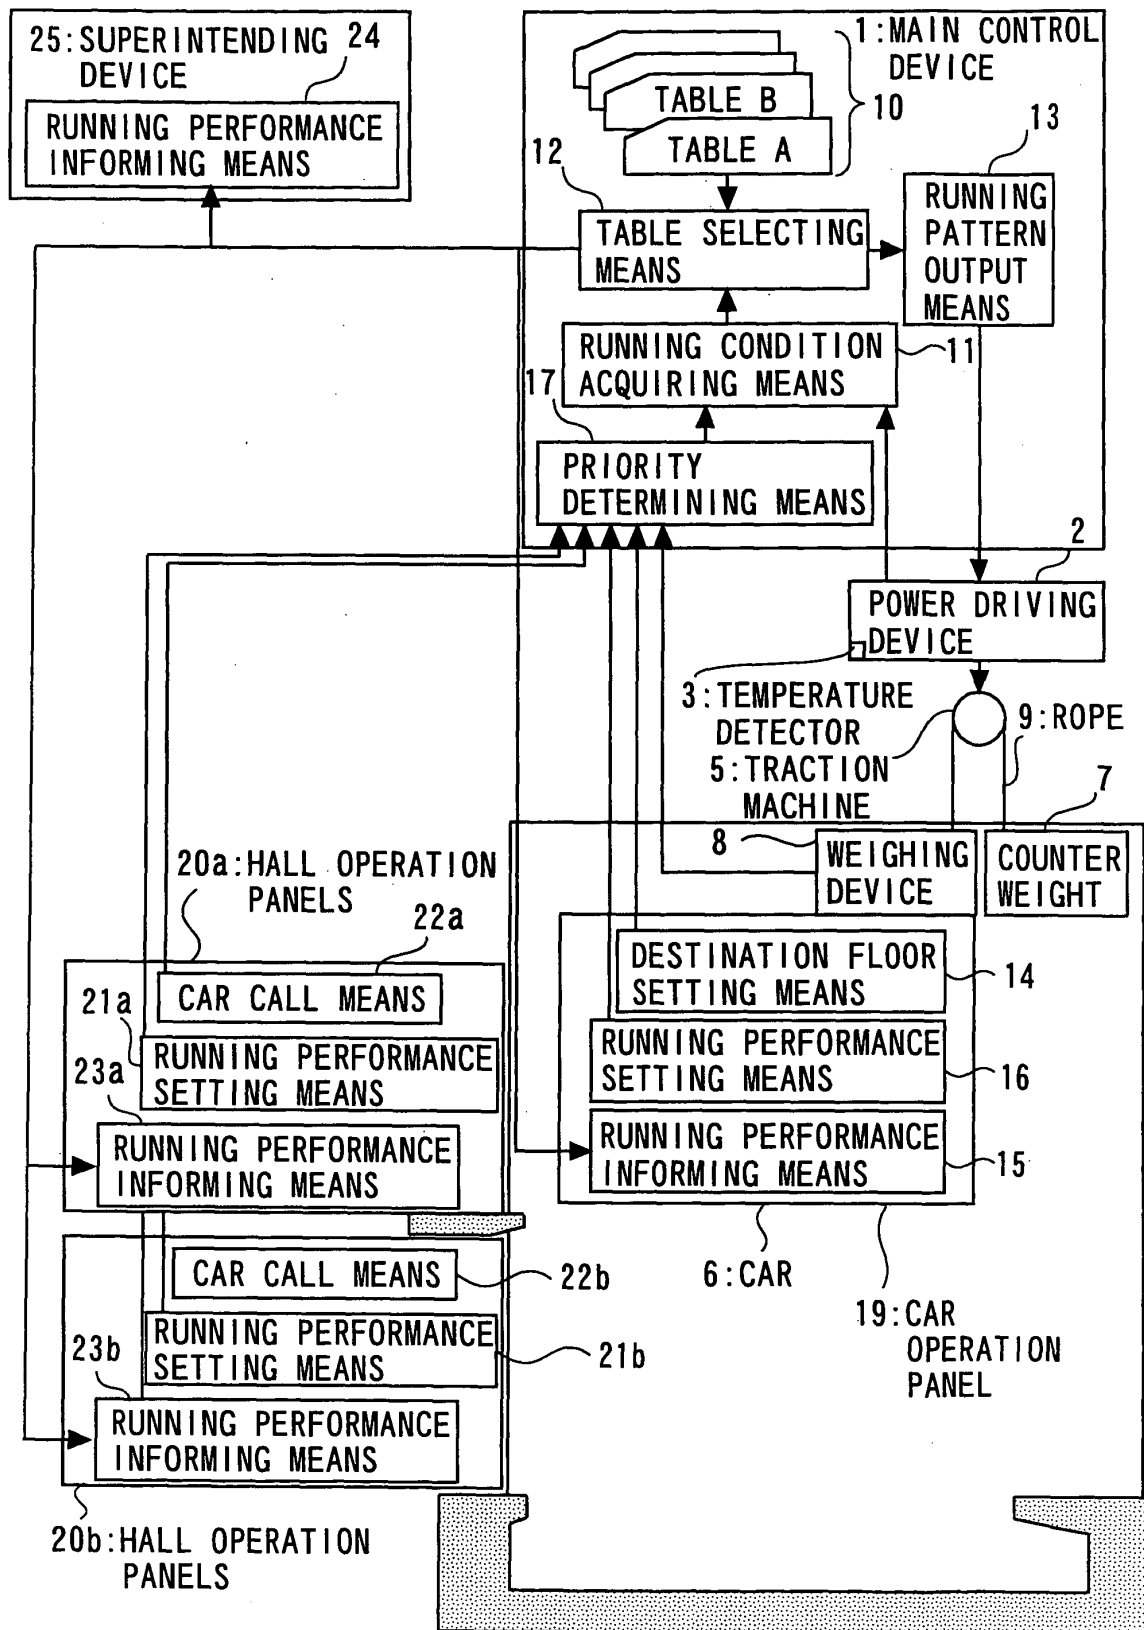 25:SUPERINTENDING
DEVICE
24
RUNNING PERFORMANCE
INFORMING MEANS
1:MAIN CONTROL
DEVICE
10
TABLE B
TABLE A
12
13
TABLE SELECTING
MEANS
RUNNING
PATTERN
OUTPUT
MEANS
RUNNING CONDITION
ACQUIRING MEANS
11
17
PRIORITY
DETERMINING MEANS
2
POWER DRIVING
DEVICE
3:TEMPERATURE
DETECTOR
9:ROPE
5:TRACTION
MACHINE
7
8
WEIGHING
DEVICE
COUNTER
WEIGHT
20a:HALL OPERATION
PANELS
22a
CAR CALL MEANS
21a
RUNNING PERFORMANCE
SETTING MEANS
23a
RUNNING PERFORMANCE
INFORMING MEANS
DESTINATION FLOOR
SETTING MEANS
14
RUNNING PERFORMANCE
SETTING MEANS
16
RUNNING PERFORMANCE
INFORMING MEANS
15
6:CAR
19:CAR
OPERATION
PANEL
CAR CALL MEANS
22b
RUNNING PERFORMANCE
SETTING MEANS
21b
23b
RUNNING PERFORMANCE
INFORMING MEANS
20b:HALL OPERATION
PANELS